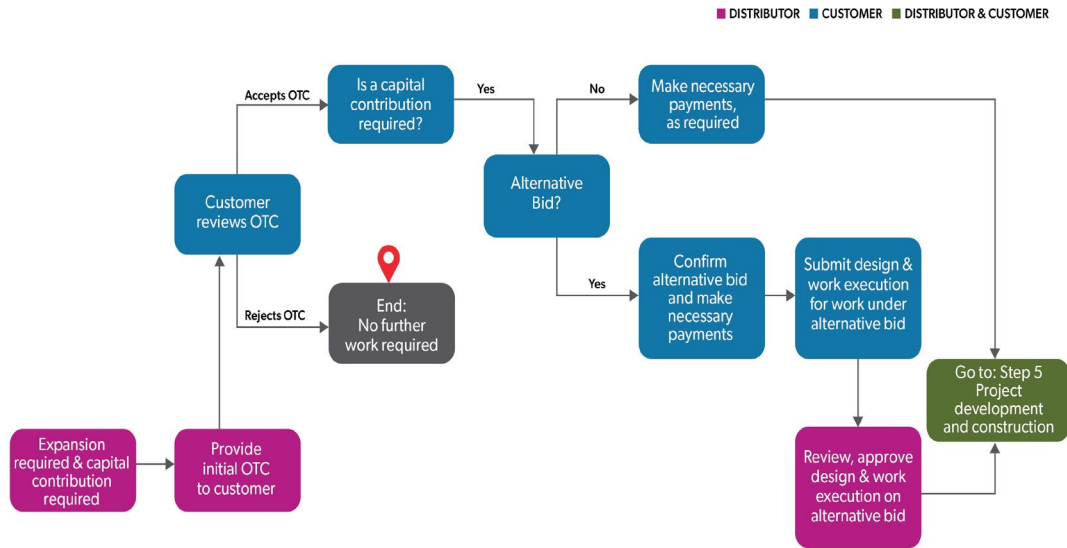 DISTRIBUTOR CUSTOMER DISTRIBUTOR & CUSTOMER
Accepts OTC
Is a capital
contribution
required?
Yes
No
Make necessary
payments,
as required
Customer
reviews OTC
Alternative
Bid?
Rejects OTC
End:
No further
work required
Yes
Confirm
alternative bid
and make
necessary
payments
Submit design &
work execution
for work under
alternative bid
Go to: Step 5
Project
development
and construction
Expansion
required & capital
contribution
required
Provide
initial OTC
to customer
Review, approve
design & work
execution on
alternative bid